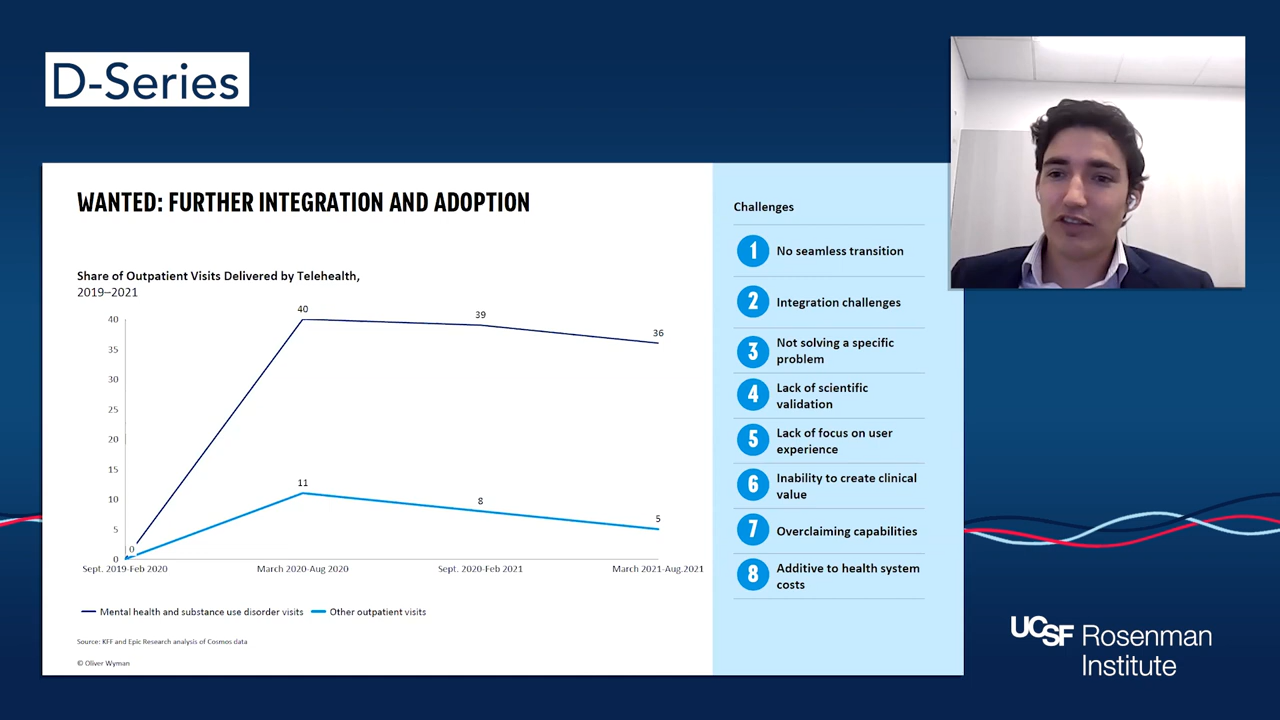 D-Series
WANTED: FURTHER INTEGRATION AND ADOPTION
Share of Outpatient Visits Delivered by Telehealth,
2019–2021
40
35
30
25
20
15
10
5
0
0
40
39
36
11
8
5
Sept. 2019-Feb 2020
March 2020-Aug.2020
Sept. 2020-Feb 2021
March 2021-Aug.2021
Mental health and substance use disorder visits
Other outpatient visits
Source: KFF and Epic Research analysis of Cosmos data
© Oliver Wyman
Challenges
1 No seamless transition
2 Integration challenges
3 Not solving a specific
problem
4 Lack of scientific
validation
5 Lack of focus on user
experience
6 Inability to create clinical
value
7 Overclaiming capabilities
8 Additive to health system
costs
UCSF Rosenman
Institute